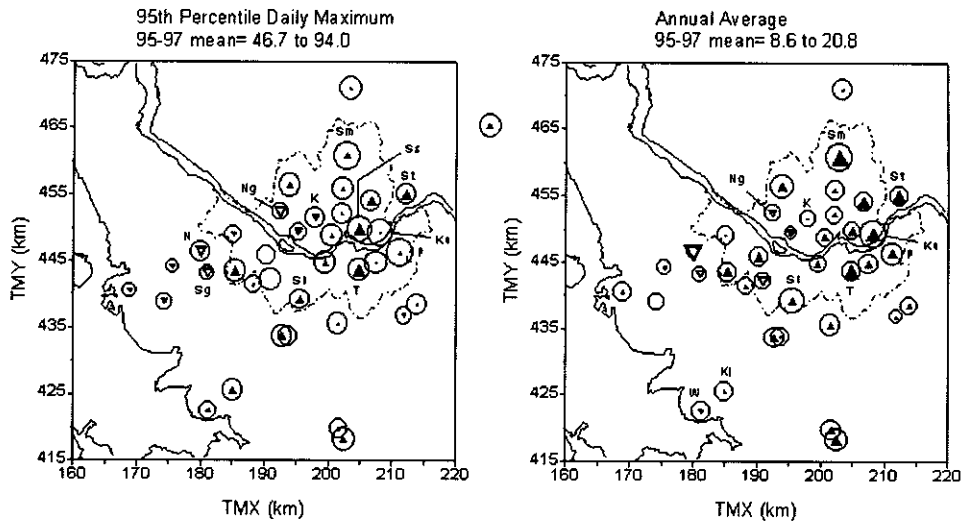 95th Percentile Daily Maximum
95-97 mean= 46.7 to 94.0
Annual Average
95-97 mean= 8.6 to 20.8
475
465
455
445
435
425
415
160
170
180
190
200
210
220
TMY (km)
TMX (km)
Sm
Ss
St
Ng
K
N
Ks
P
Sg
Sl
T
475
465
455
445
435
425
415
160
170
180
190
200
210
220
TMY (km)
TMX (km)
Sm
St
Ng
K
Ks
P
Sl
T
Kl
W